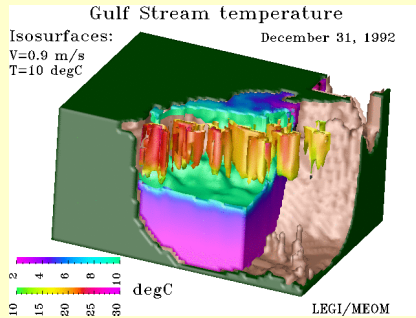 Gulf Stream temperature
Isosurfaces:
December 31, 1992
V=0.9 m/s
T=10 degC
2 4 6 8 10
10 15 20 25 30
degC
LEGI/MEOM